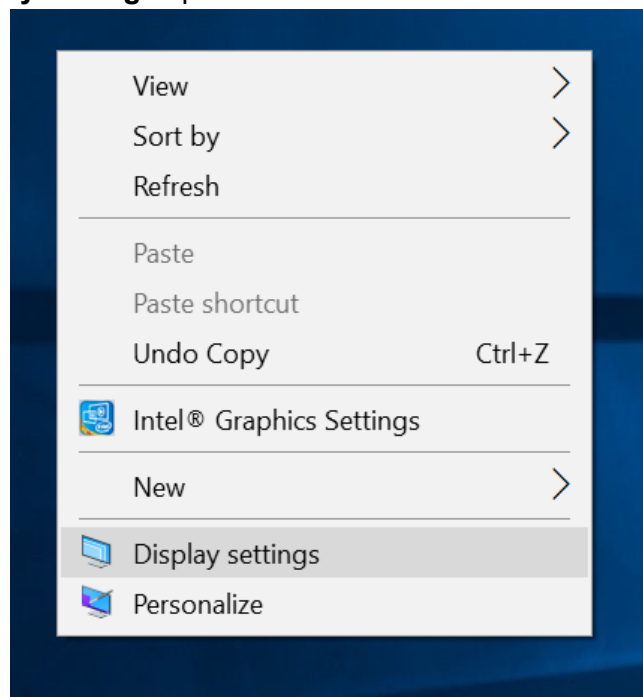 View
Sort by
Refresh
Paste
Paste shortcut
Undo Copy Ctrl+Z
Intel® Graphics Settings
New
Display settings
Personalize